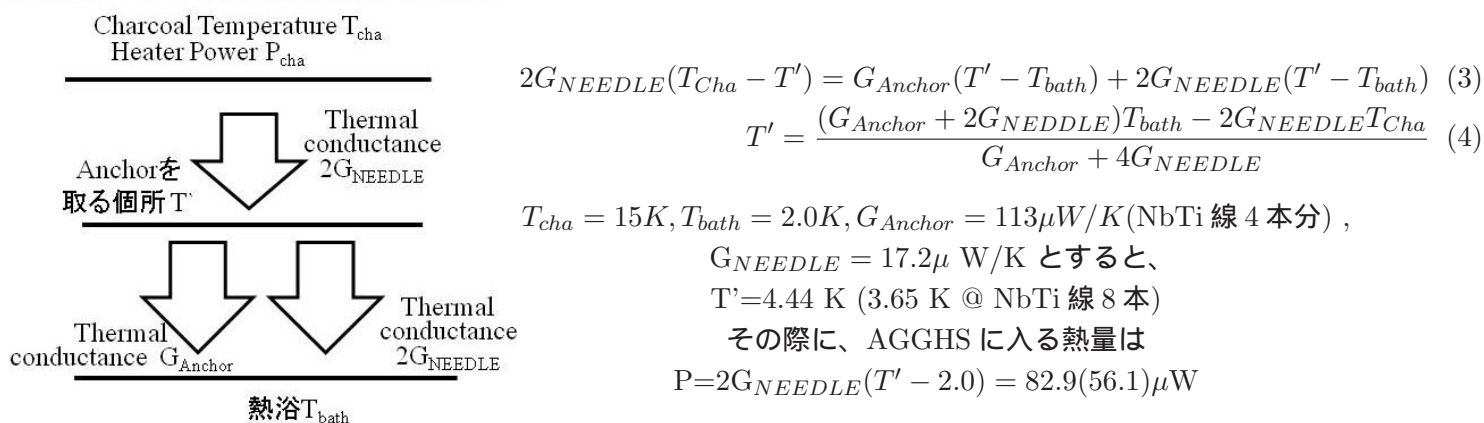 Charcoal Temperature T_cha
Heater Power P_cha
Thermal
conductance
2G_NEEDLE
Anchorを
取る個所 T`
Thermal
conductance G_Anchor
Thermal
conductance
2G_NEEDLE
熱浴T_bath
2G_NEEDLE(T_Cha − T′) = G_Anchor(T′ − T_bath) + 2G_NEEDLE(T′ − T_bath) (3)
T′ = ((G_Anchor + 2G_NEDDLE)T_bath − 2G_NEEDLE T_Cha) / (G_Anchor + 4G_NEEDLE) (4)
T_cha = 15K, T_bath = 2.0K, G_Anchor = 113μW/K(NbTi 線 4 本分) ,
G_NEEDLE = 17.2μ W/K とすると、
T'=4.44 K (3.65 K @ NbTi 線 8 本)
その際に、AGGHS に入る熱量は
P=2G_NEEDLE(T′ − 2.0) = 82.9(56.1)μW